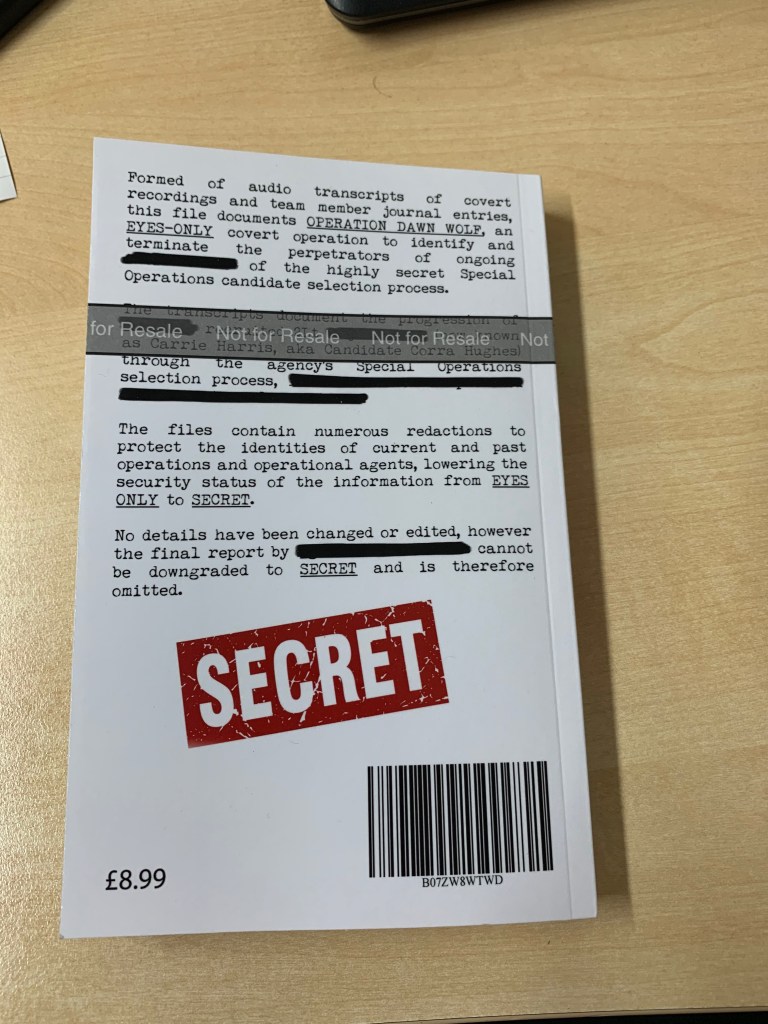 Formed of audio transcripts of covert
recordings and team member journal entries,
this file documents OPERATION DAWN WOLF, an
EYES-ONLY covert operation to identify and
terminate the perpetrators of ongoing
of the highly secret Special
Operations candidate selection process.
The transcripts document the progression of
for Resale Not for Resale Not for Resale Not
as Carrie Harris, aka Candidate Corra Hughes)
through the agency's Special Operations
selection process,
The files contain numerous redactions to
protect the identities of current and past
operations and operational agents, lowering the
security status of the information from EYES
ONLY to SECRET.
No details have been changed or edited, however
the final report by cannot
be downgraded to SECRET and is therefore
omitted.
SECRET
£8.99
B07ZW8WTWD